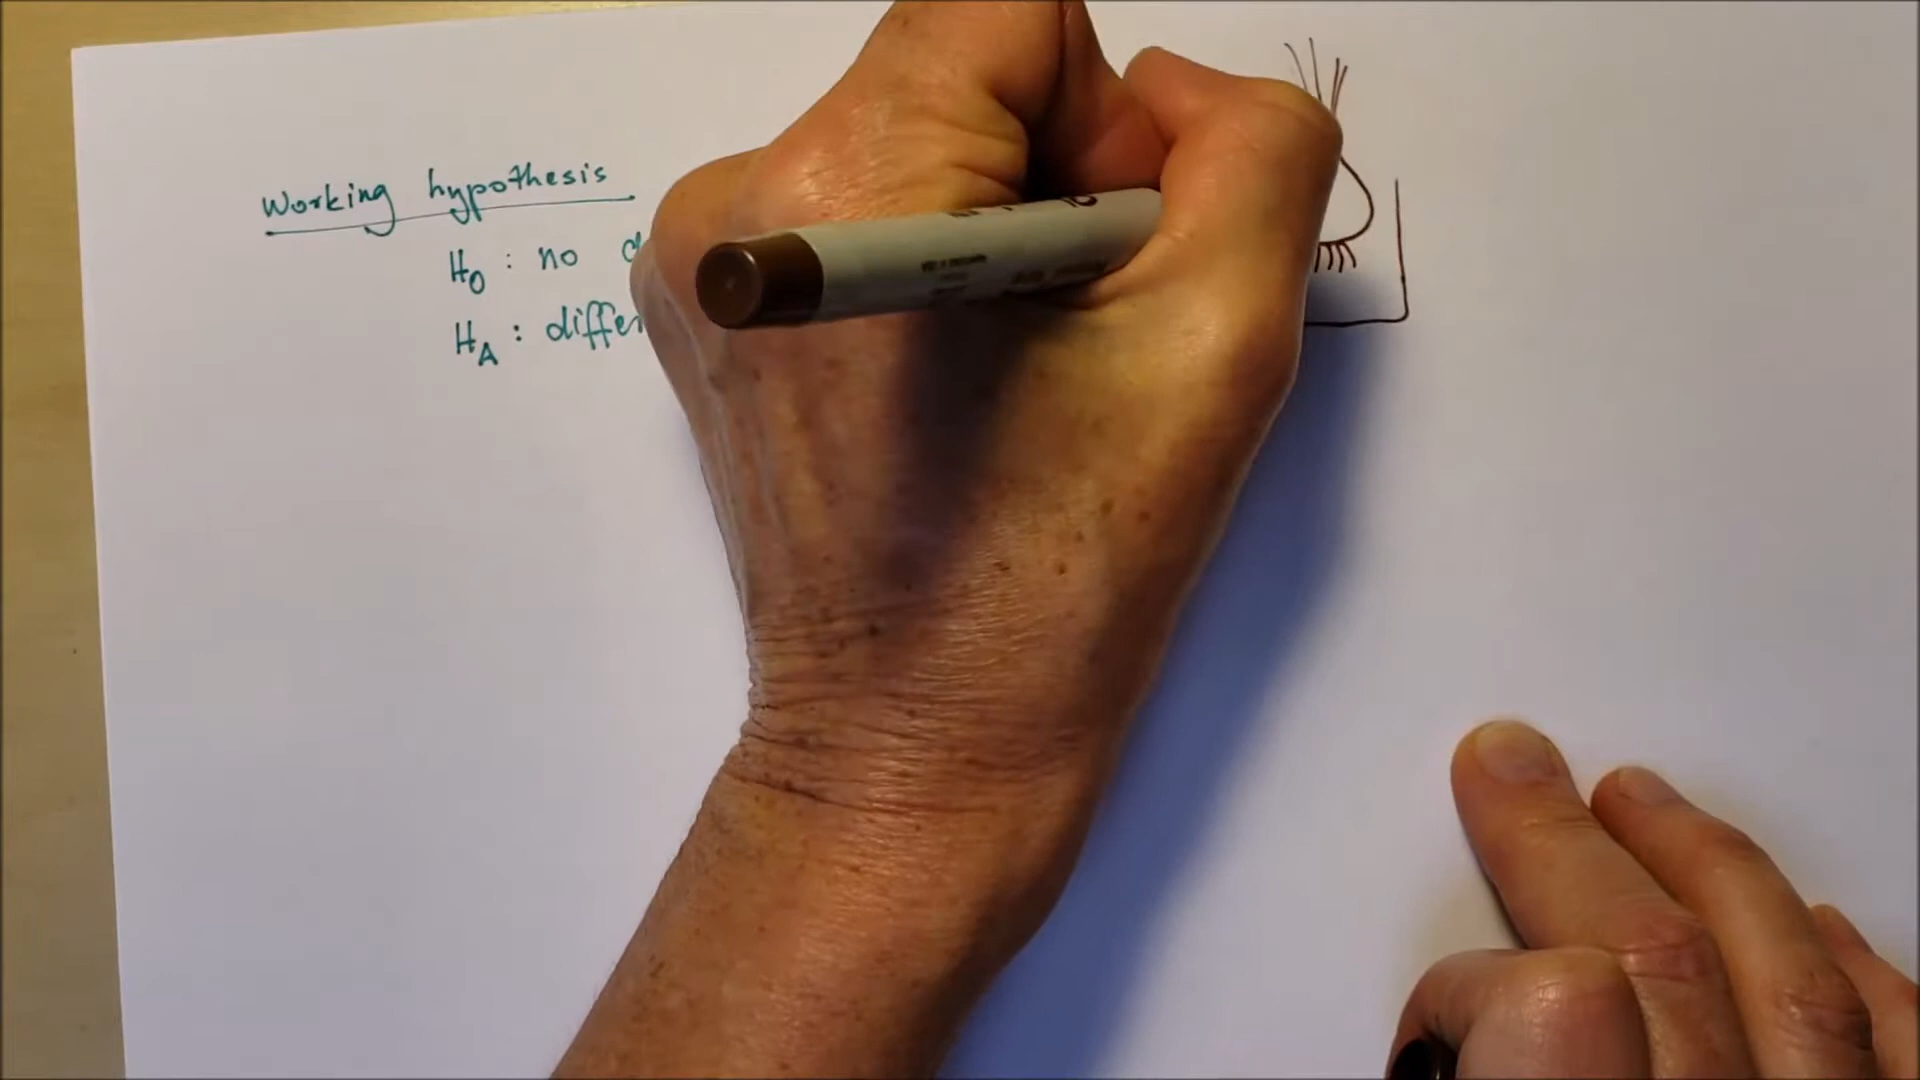 Working hypothesis
H0 : no
HA : differ